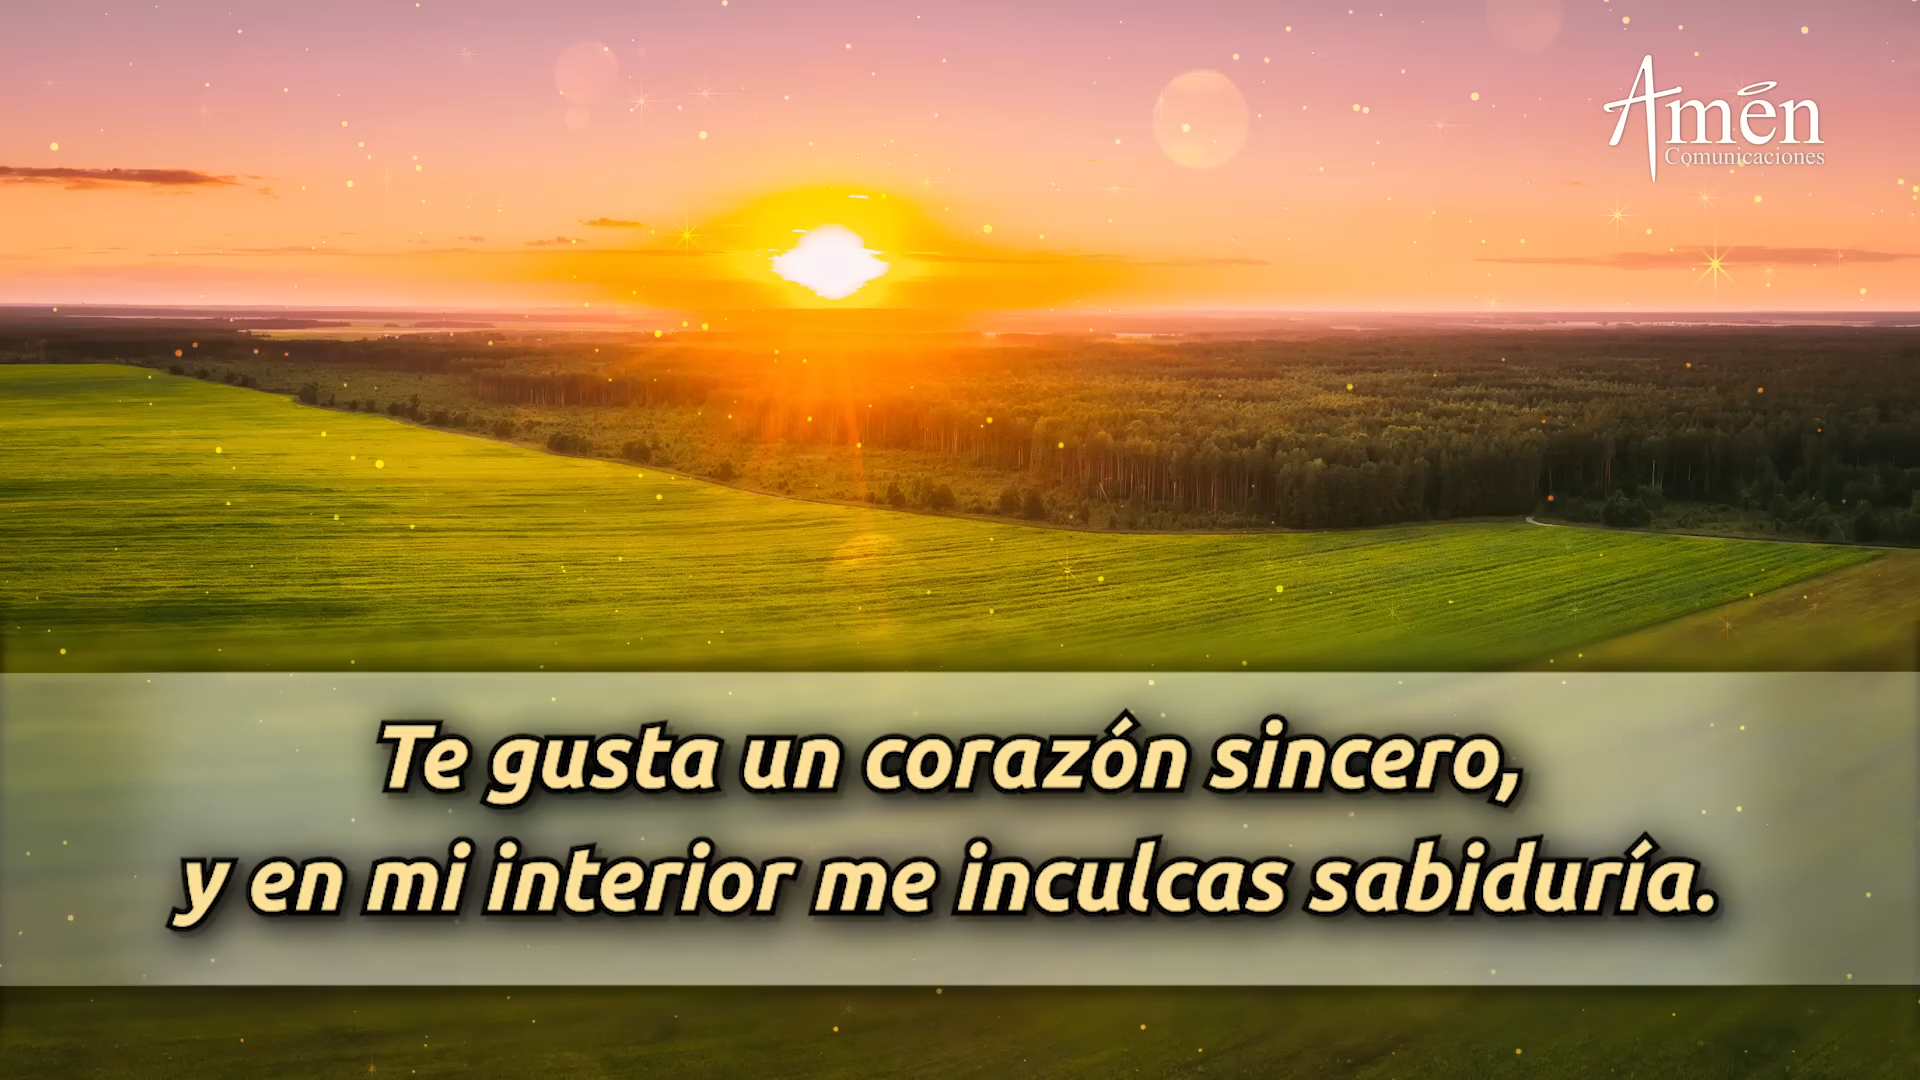 Amén
Comunicaciones
Te gusta un corazón sincero,
y en mi interior me inculcas sabiduría.